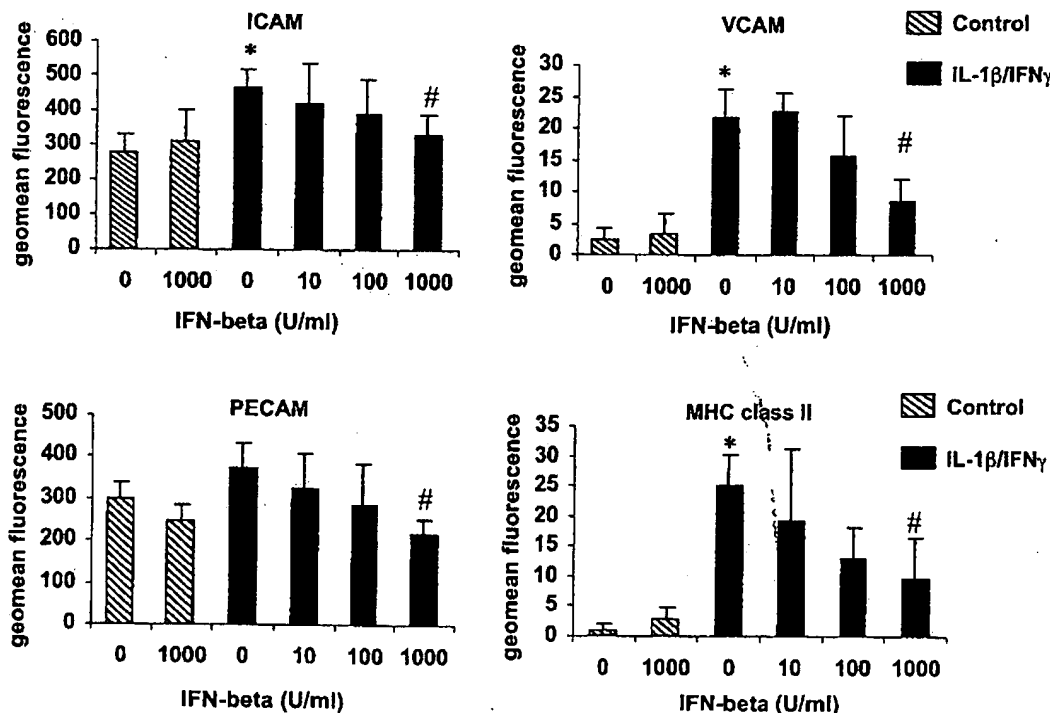 ICAM
600
500
400
300
200
100
0
geomean fluorescence
*
#
0 1000 0 10 100 1000
IFN-beta (U/ml)
VCAM
30
25
20
15
10
5
0
geomean fluorescence
*
#
0 1000 0 10 100 1000
IFN-beta (U/ml)
Control
IL-1β/IFNγ
PECAM
500
400
300
200
100
0
geomean fluorescence
#
0 1000 0 10 100 1000
IFN-beta (U/ml)
MHC class II
35
30
25
20
15
10
5
0
geomean fluorescence
*
#
0 1000 0 10 100 1000
IFN-beta (U/ml)
Control
IL-1β/IFNγ